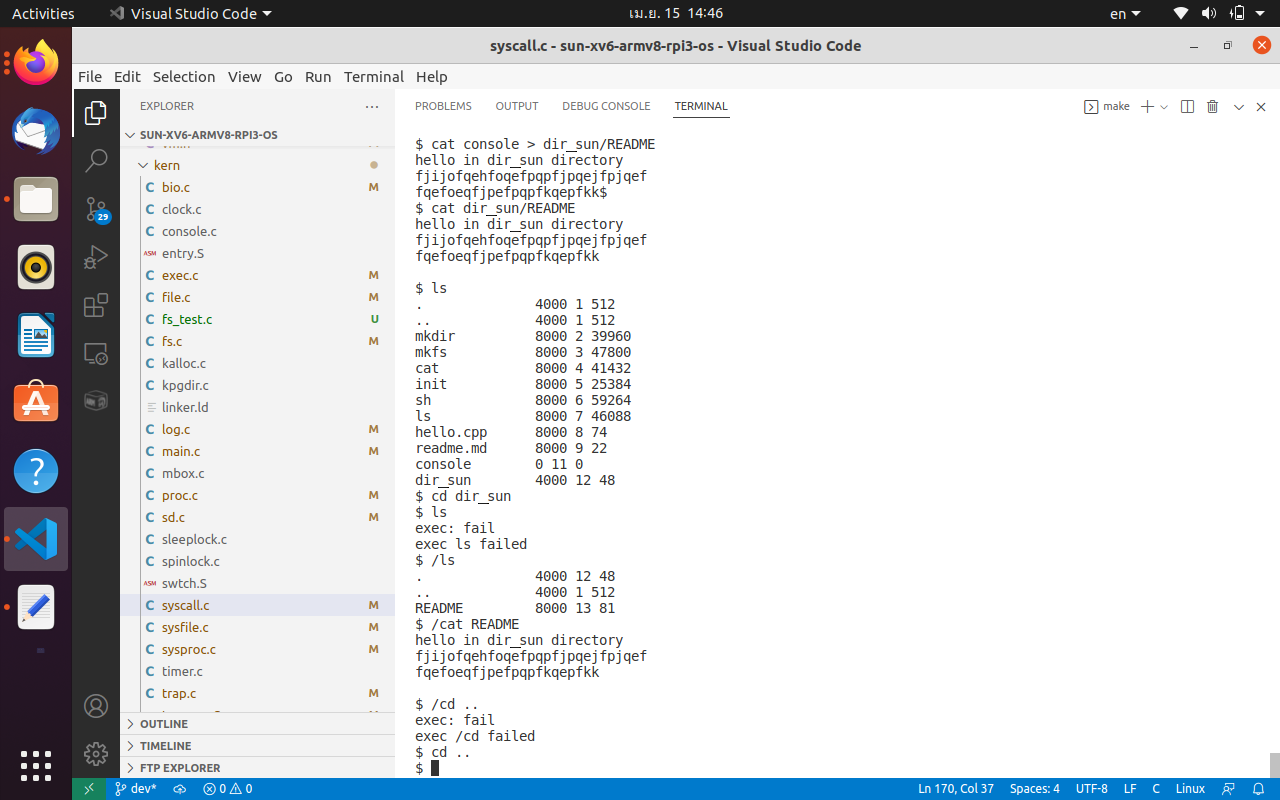 Activities
Visual Studio Code
เม.ย. 15 14:46
en
syscall.c - sun-xv6-armv8-rpi3-os - Visual Studio Code
File Edit Selection View Go Run Terminal Help
EXPLORER
SUN-XV6-ARMV8-RPI3-OS
kern
C bio.c M
C clock.c
C console.c
ASM entry.S
C exec.c M
C file.c M
C fs_test.c U
C fs.c M
C kalloc.c
C kpgdir.c
linker.ld
C log.c M
C main.c M
C mbox.c
C proc.c M
C sd.c M
C sleeplock.c
C spinlock.c
ASM swtch.S
C syscall.c M
C sysfile.c M
C sysproc.c M
C timer.c
C trap.c M
OUTLINE
TIMELINE
FTP EXPLORER
29
PROBLEMS OUTPUT DEBUG CONSOLE TERMINAL
make
$ cat console > dir_sun/README
hello in dir_sun directory
fjijofqehfoqefpqpfjpqejfpjqef
fqefoeqfjpefpqpfkqepfkk$
$ cat dir_sun/README
hello in dir_sun directory
fjijofqehfoqefpqpfjpqejfpjqef
fqefoeqfjpefpqpfkqepfkk
$ ls
. 4000 1 512
.. 4000 1 512
mkdir 8000 2 39960
mkfs 8000 3 47800
cat 8000 4 41432
init 8000 5 25384
sh 8000 6 59264
ls 8000 7 46088
hello.cpp 8000 8 74
readme.md 8000 9 22
console 0 11 0
dir_sun 4000 12 48
$ cd dir_sun
$ ls
exec: fail
exec ls failed
$ /ls
. 4000 12 48
.. 4000 1 512
README 8000 13 81
$ /cat README
hello in dir_sun directory
fjijofqehfoqefpqpfjpqejfpjqef
fqefoeqfjpefpqpfkqepfkk
$ /cd ..
exec: fail
exec /cd failed
$ cd ..
$
dev* 0 0 Ln 170, Col 37 Spaces: 4 UTF-8 LF C Linux